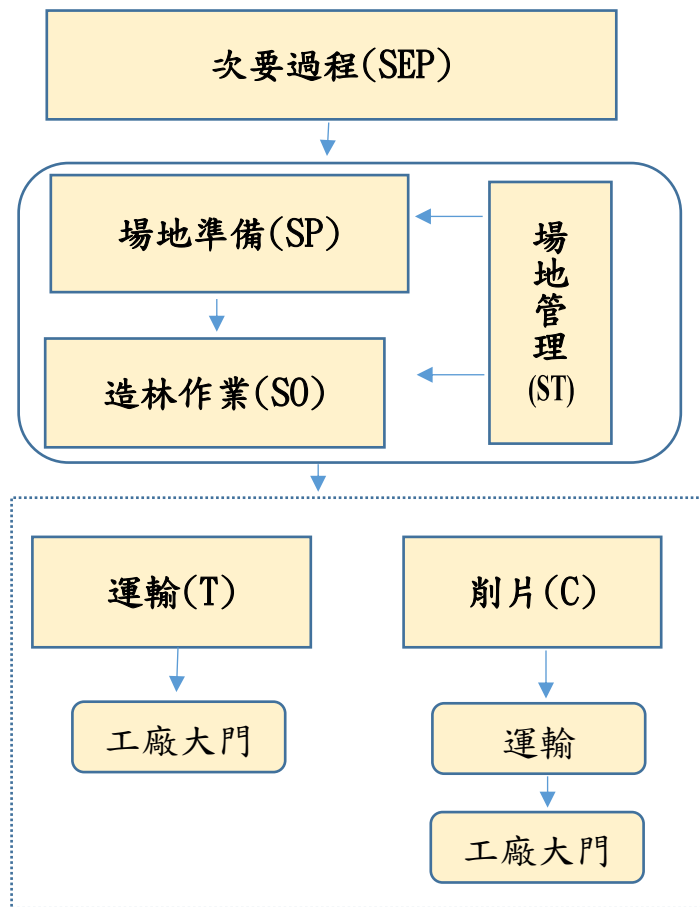 次要過程(SEP)
場地準備(SP)
場地管理
(ST)
造林作業(SO)
運輸(T)
削片(C)
工廠大門
運輸
工廠大門